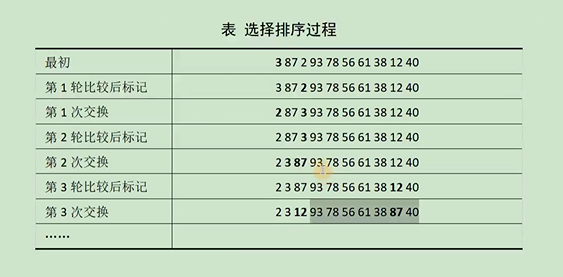 表 选择排序过程
最初 3 87 2 93 78 56 61 38 12 40
第 1 轮比较后标记 3 87 2 93 78 56 61 38 12 40
第 1 次交换 2 87 3 93 78 56 61 38 12 40
第 2 轮比较后标记 2 87 3 93 78 56 61 38 12 40
第 2 次交换 2 3 87 93 78 56 61 38 12 40
第 3 轮比较后标记 2 3 87 93 78 56 61 38 12 40
第 3 次交换 2 3 12 93 78 56 61 38 87 40
……